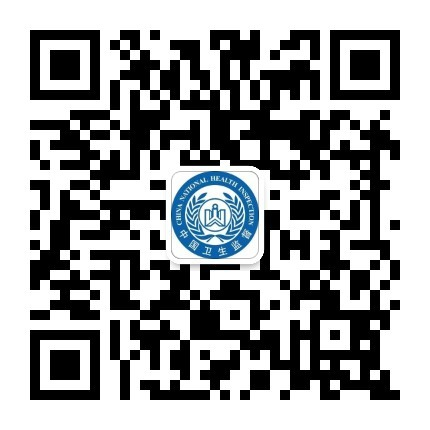 CHINA NATIONAL HEALTH INSPECTION
中国卫生监督